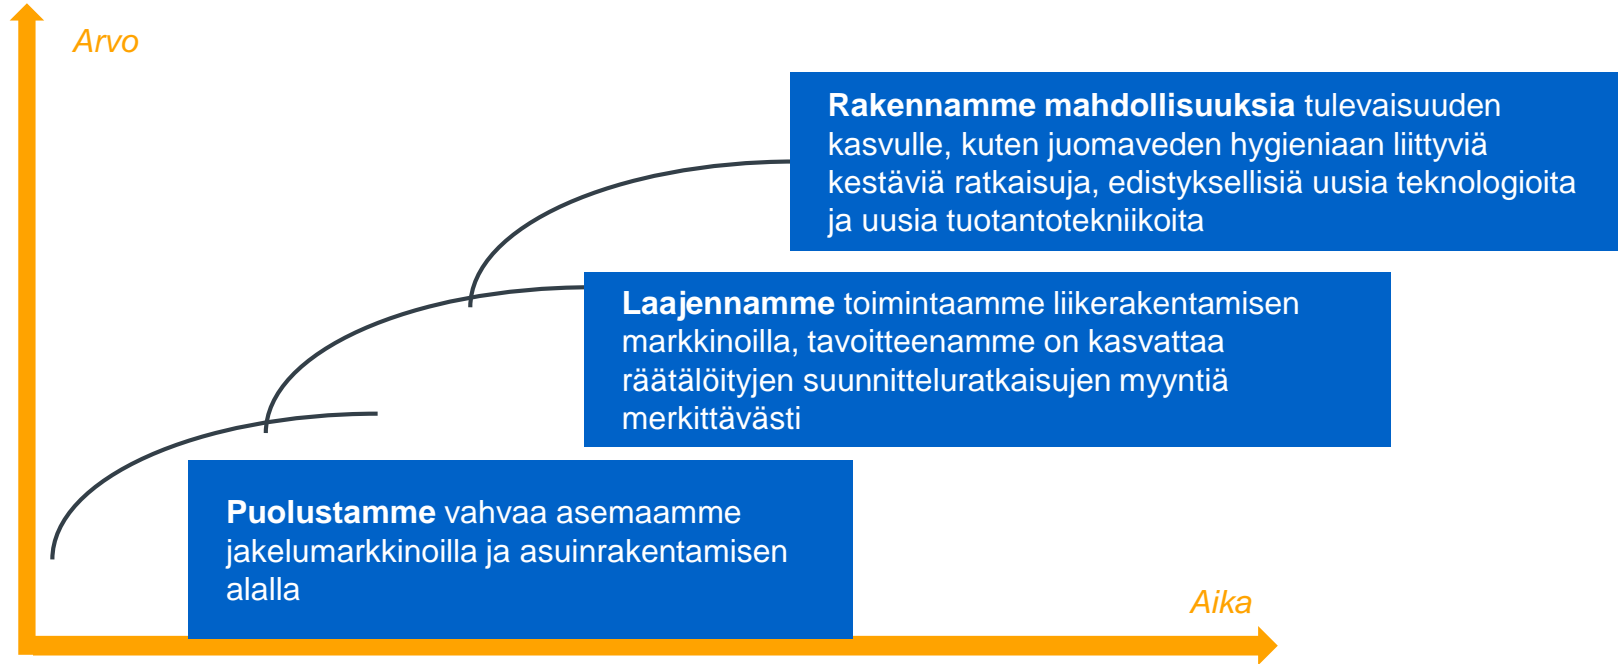 Arvo
Rakennamme mahdollisuuksia tulevaisuuden
kasvulle, kuten juomaveden hygieniaan liittyviä
kestäviä ratkaisuja, edistyksellisiä uusia teknologioita
ja uusia tuotantotekniikoita
Laajennamme toimintaamme liikerakentamisen
markkinoilla, tavoitteenamme on kasvattaa
räätälöityjen suunnitteluratkaisujen myyntiä
merkittävästi
Puolustamme vahvaa asemaamme
jakelumarkkinoilla ja asuinrakentamisen
alalla
Aika